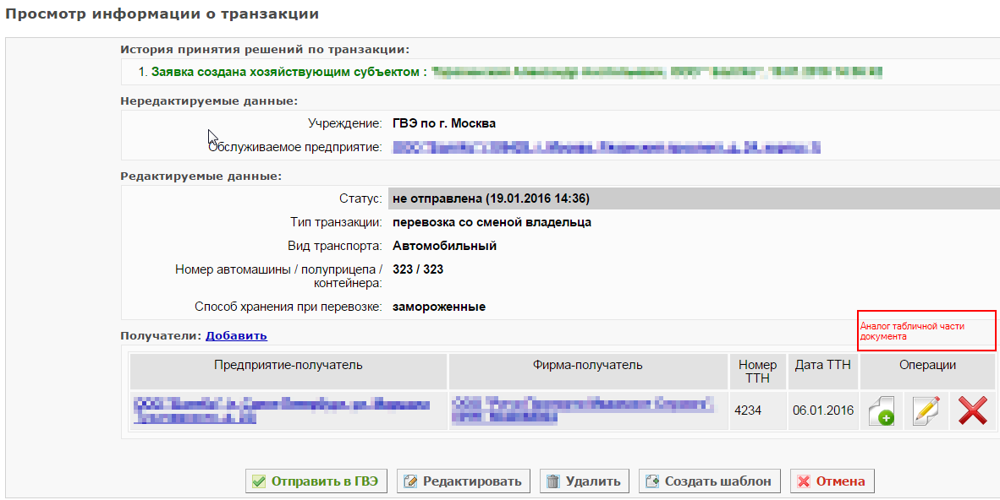 Просмотр информации о транзакции
История принятия решений по транзакции:
1. Заявка создана хозяйствующим субъектом :
Нередактируемые данные:
Учреждение: ГВЭ по г. Москва
Обслуживаемое предприятие:
Редактируемые данные:
Статус: не отправлена (19.01.2016 14:36)
Тип транзакции: перевозка со сменой владельца
Вид транспорта: Автомобильный
Номер автомашины / полуприцепа / 323 / 323
контейнера:
Способ хранения при перевозке: замороженные
Аналог табличной части
документа
Получатели: Добавить
Предприятие-получатель Фирма-получатель Номер Дата ТТН Операции
ТТН
4234 06.01.2016
Отправить в ГВЭ Редактировать Удалить Создать шаблон Отмена